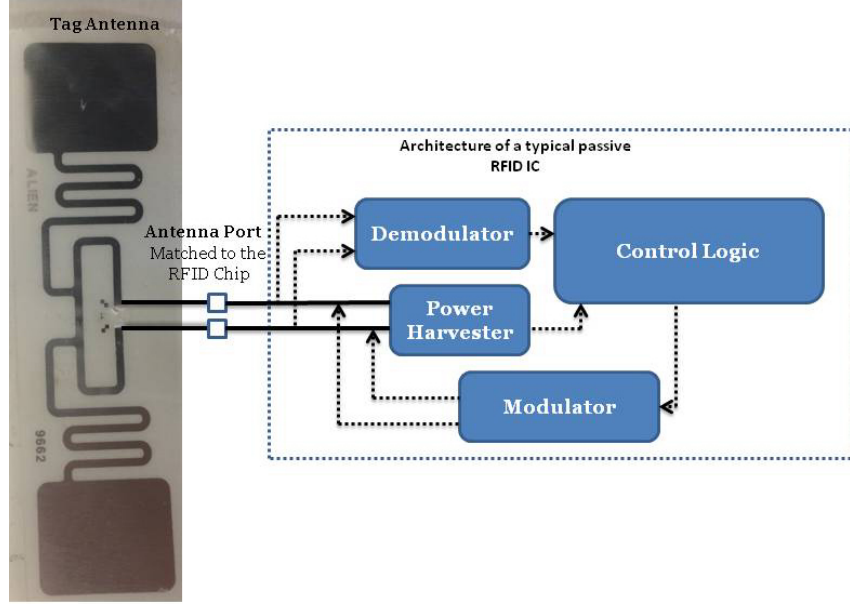 Tag Antenna
ALIEN
9662
Antenna Port
Matched to the
RFID Chip
Architecture of a typical passive
RFID IC
Demodulator
Control Logic
Power
Harvester
Modulator